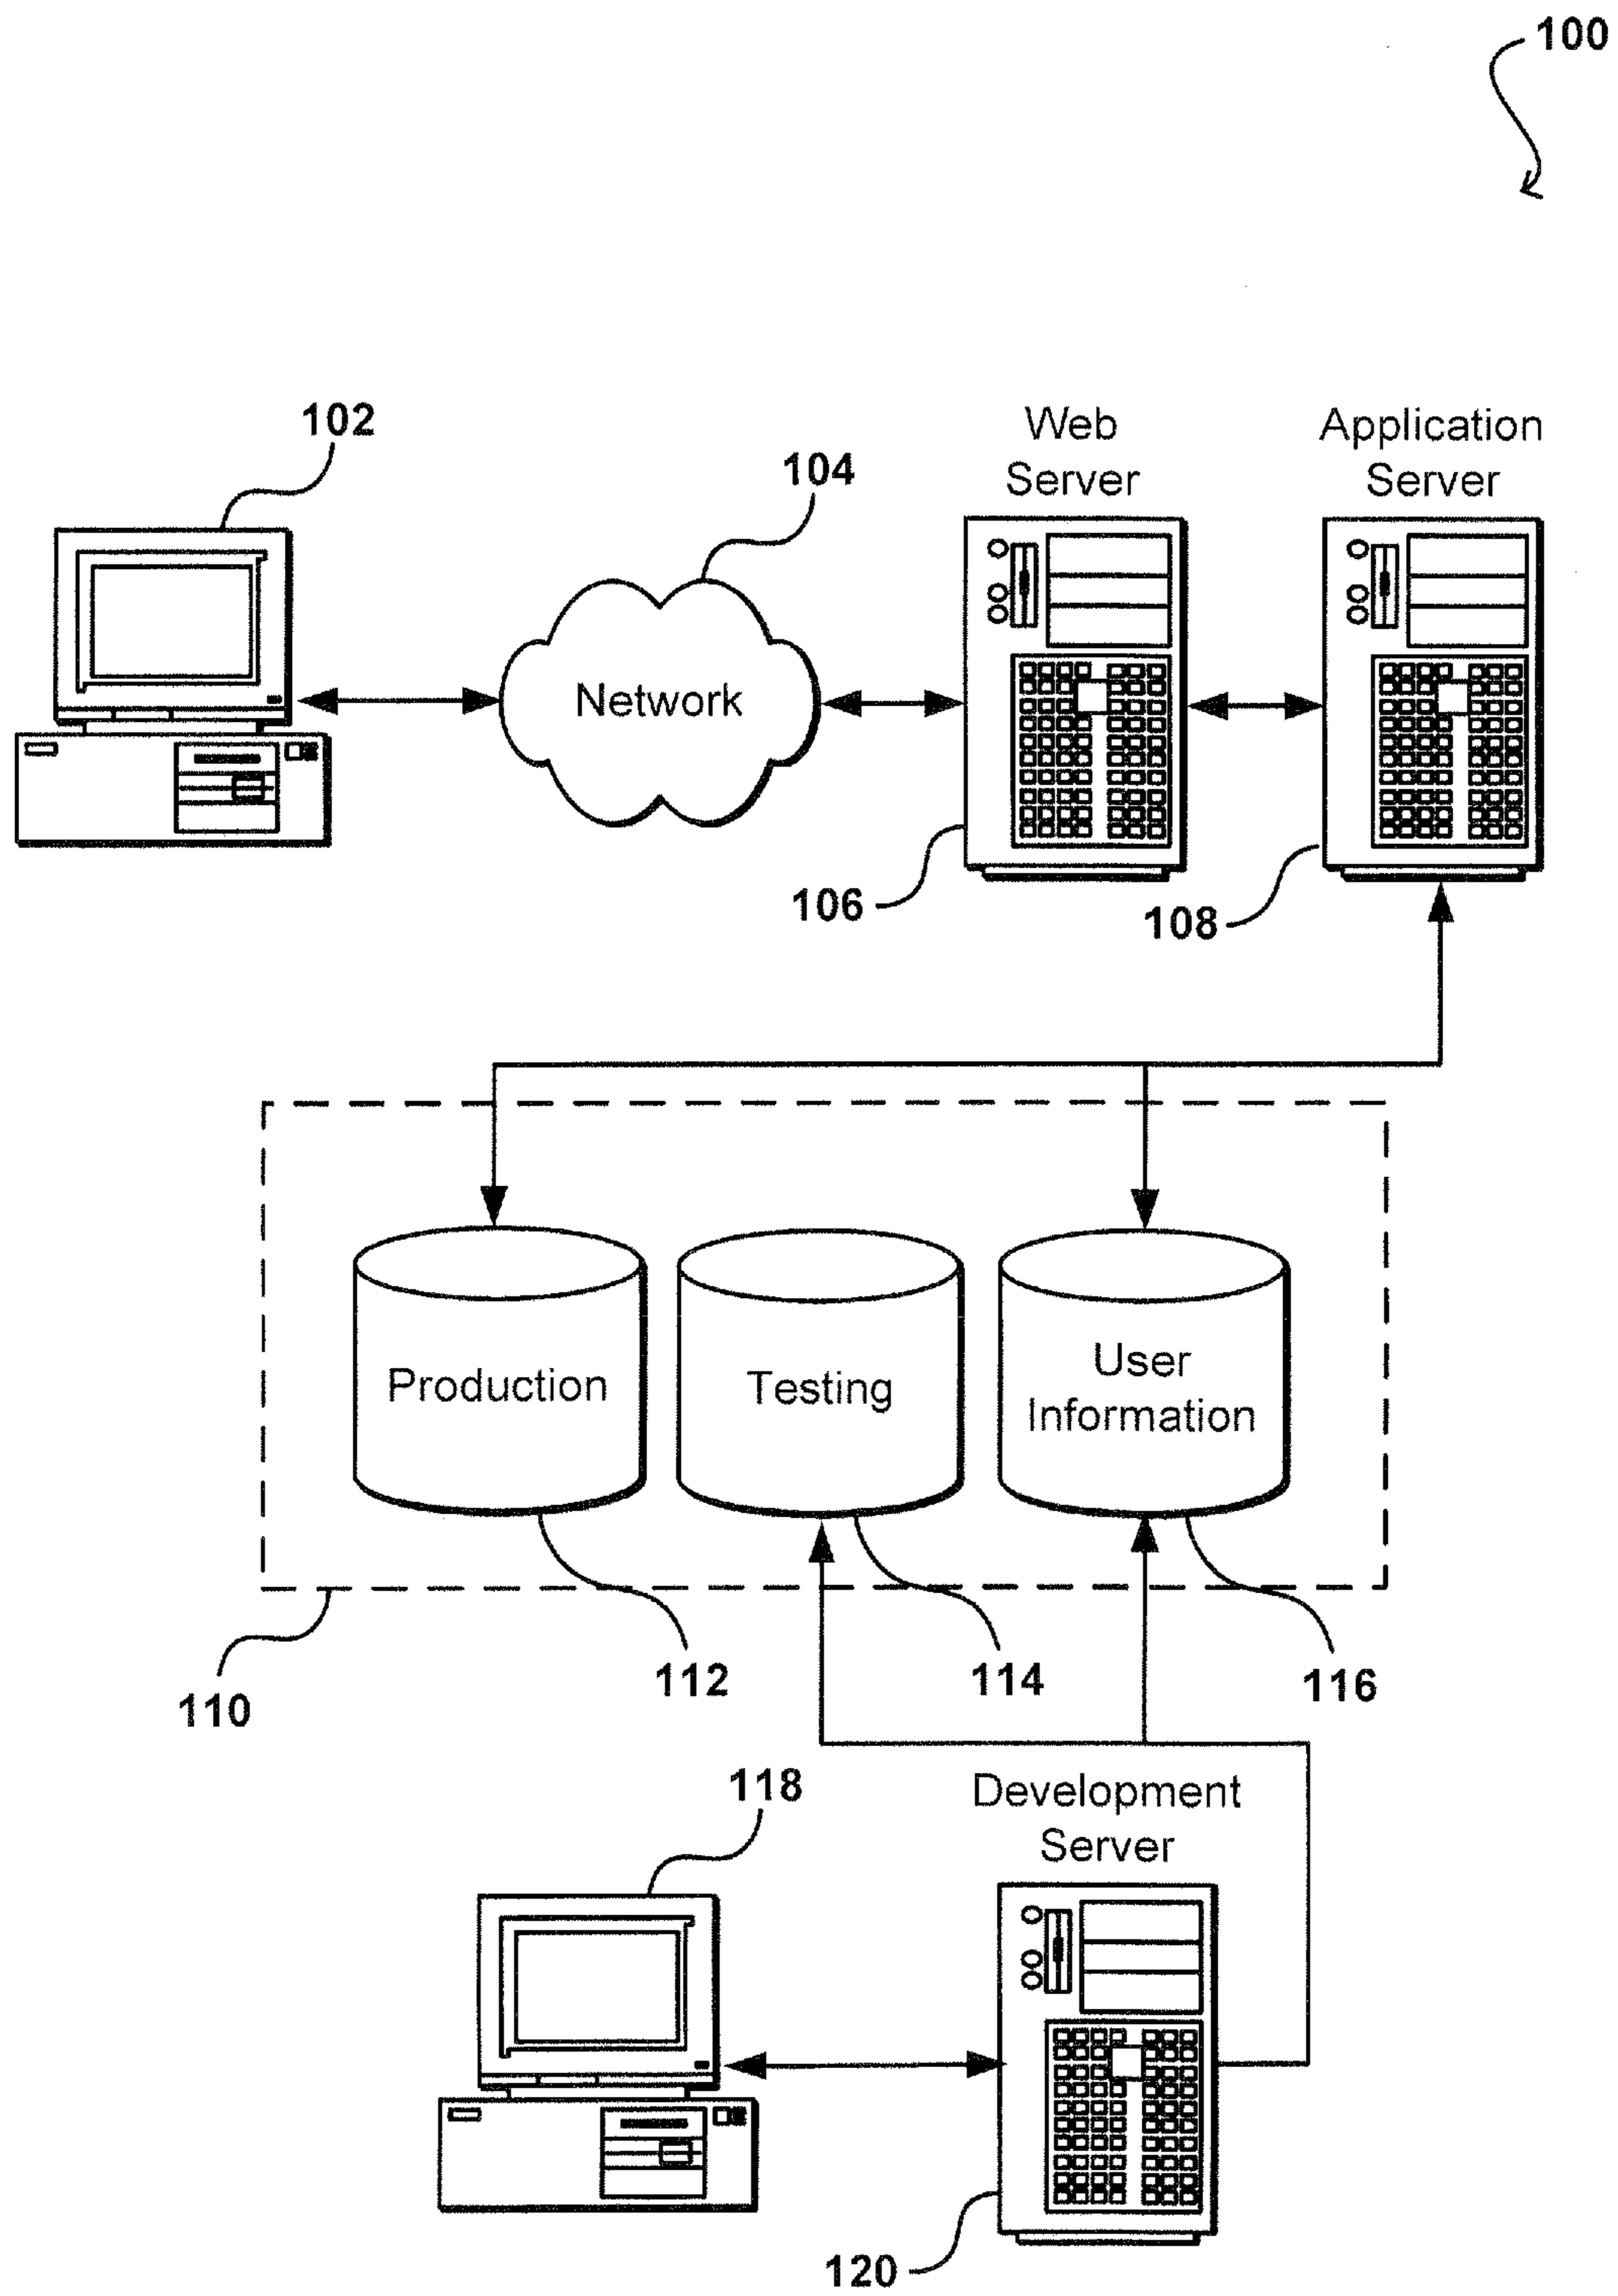 100
102
104
Web
Server
Application
Server
Network
106
108
Production
Testing
User
Information
110
112
114
116
118
Development
Server
120